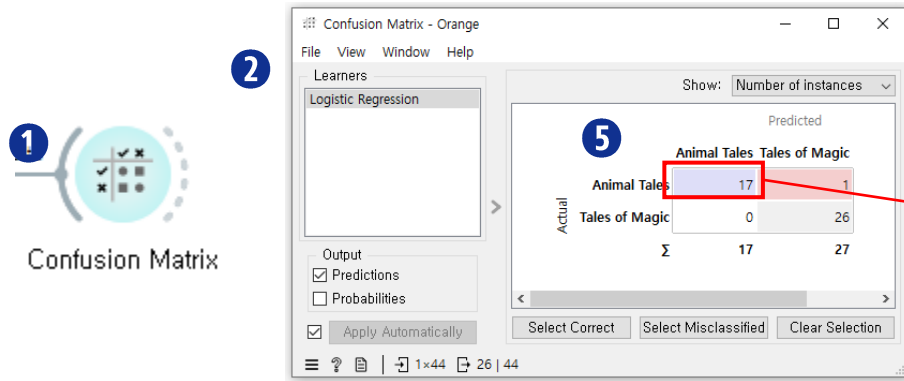 1
Confusion Matrix
2
Confusion Matrix - Orange
File View Window Help
Learners
Logistic Regression
Output
Predictions
Probabilities
Apply Automatically
1×44 26 | 44
Show: Number of instances
5
Predicted
Animal Tales Tales of Magic
Actual
Animal Tales 17 1
Tales of Magic 0 26
Σ 17 27
Select Correct Select Misclassified Clear Selection